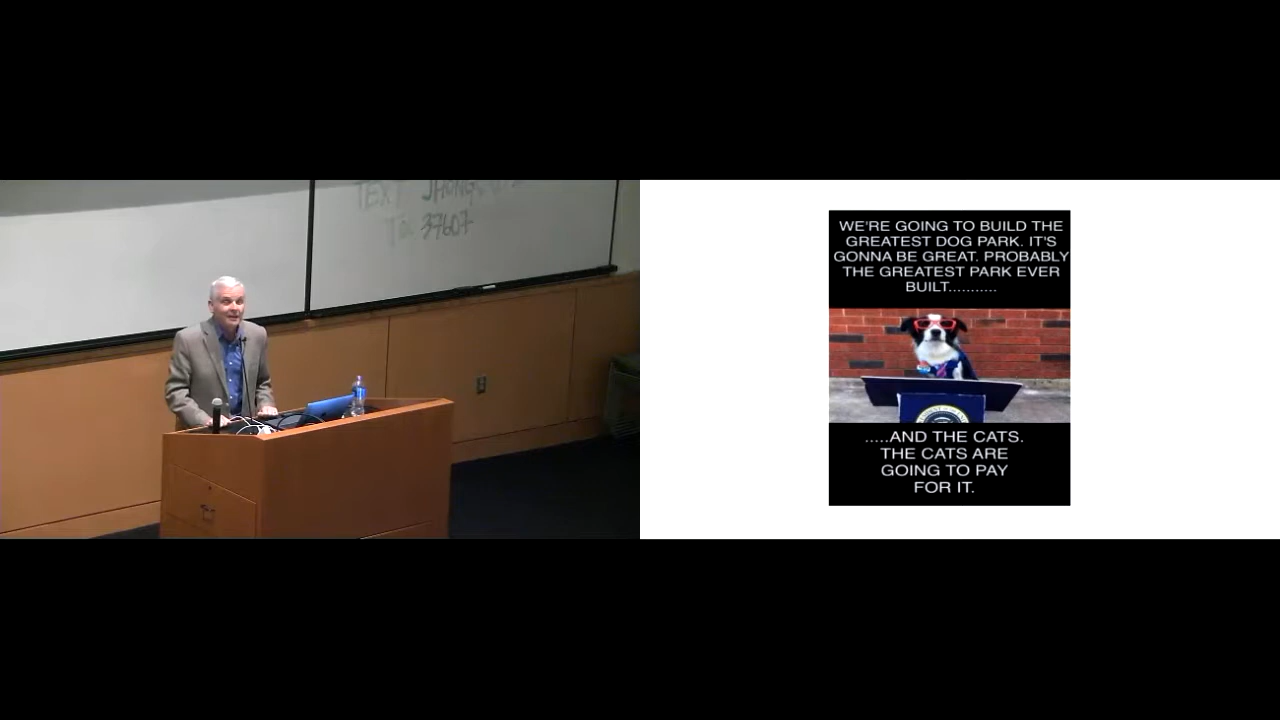 TEXT
TO: 37607
WE'RE GOING TO BUILD THE
GREATEST DOG PARK. IT'S
GONNA BE GREAT. PROBABLY
THE GREATEST PARK EVER
BUILT...........
.....AND THE CATS.
THE CATS ARE
GOING TO PAY
FOR IT.